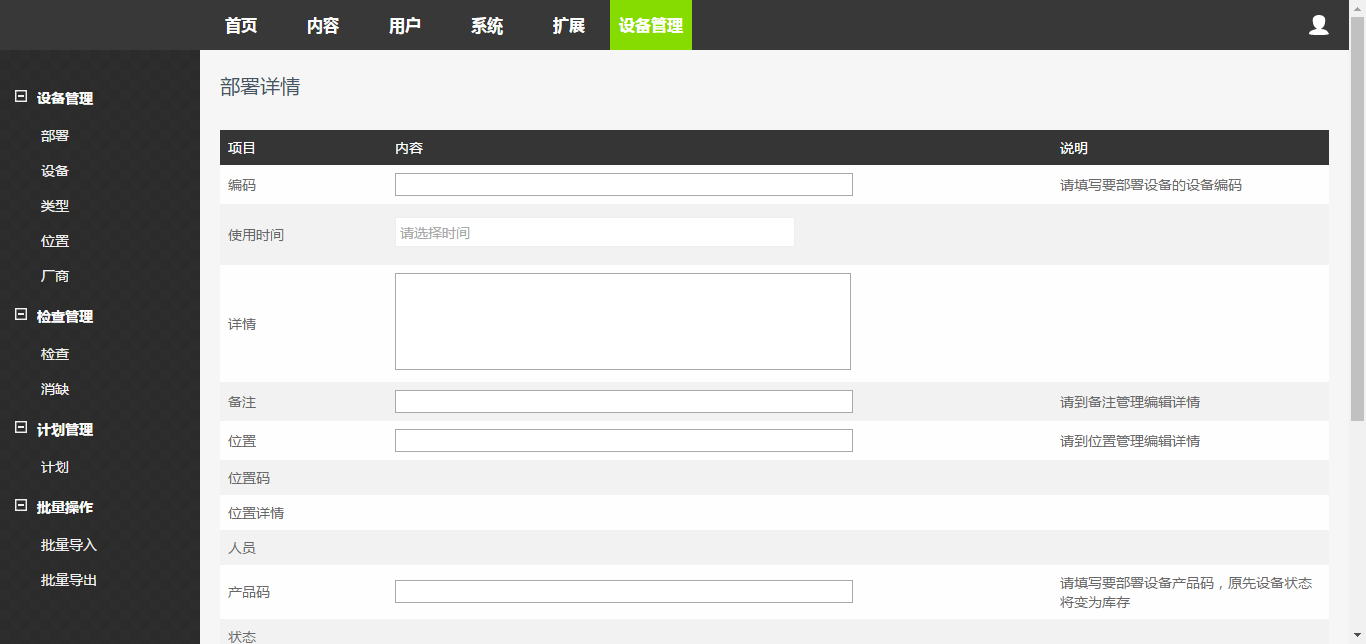 首页 内容 用户 系统 扩展 设备管理
设备管理
部署
设备
类型
位置
厂商
检查管理
检查
消缺
计划管理
计划
批量操作
批量导入
批量导出
部署详情
项目 内容 说明
编码 请填写要部署设备的设备编码
使用时间 请选择时间
详情
备注 请到备注管理编辑详情
位置 请到位置管理编辑详情
位置码
位置详情
人员
产品码 请填写要部署设备产品码，原先设备状态
将变为库存
状态